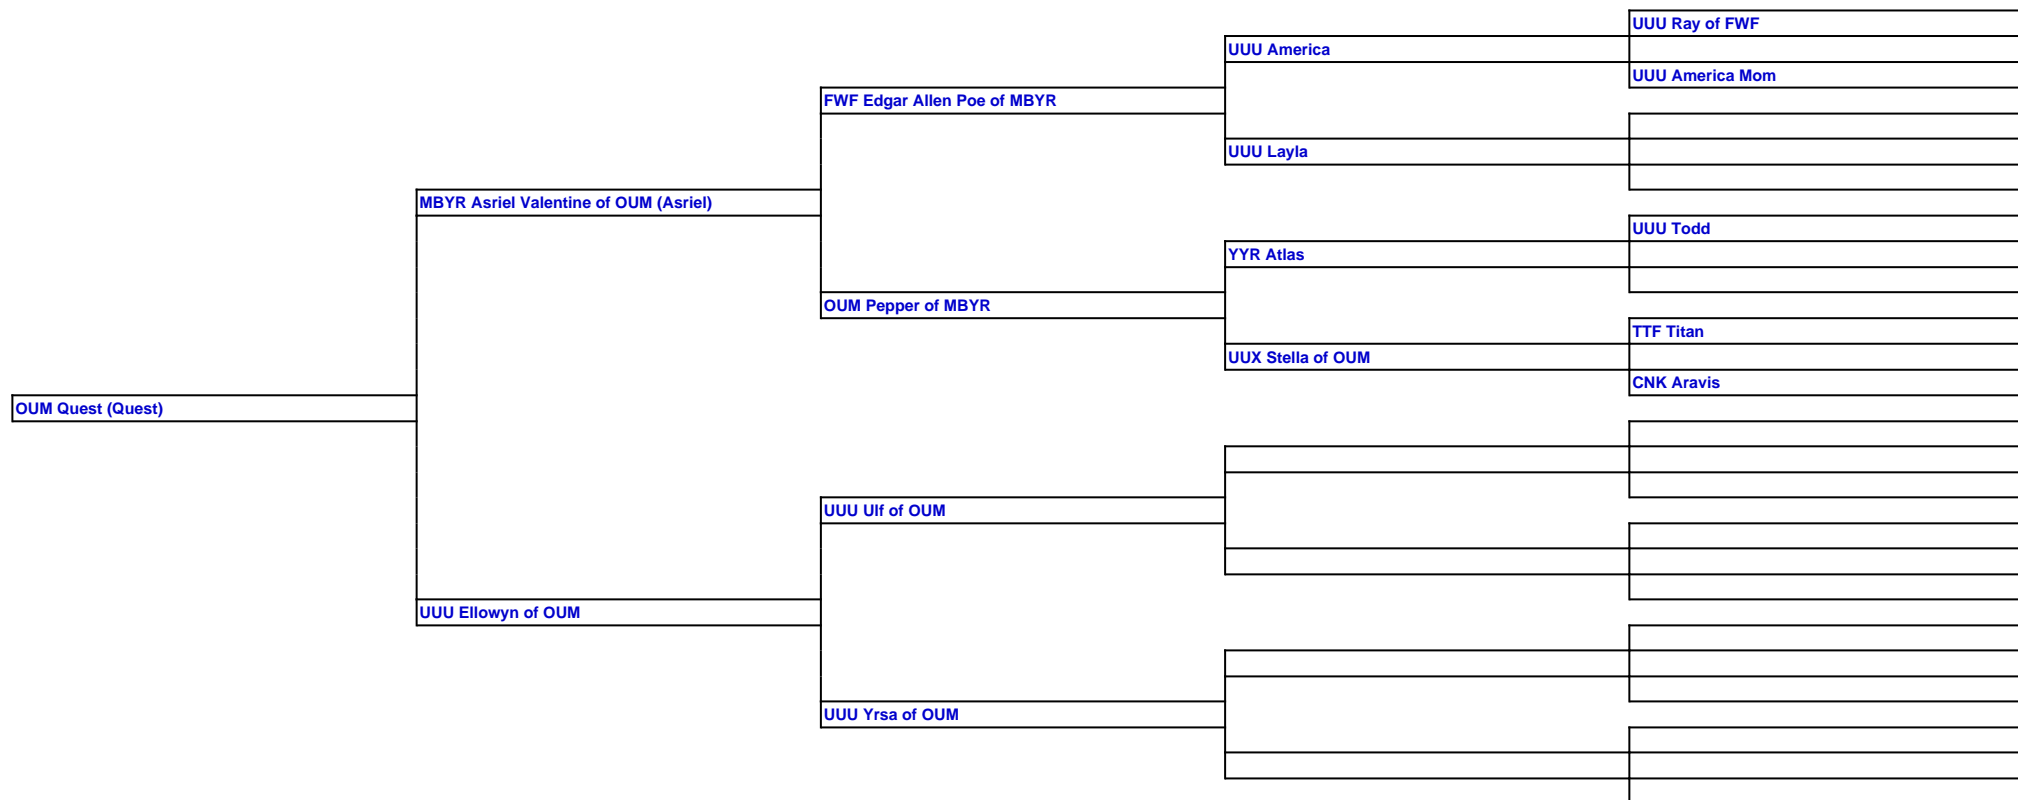 UUU Ray of FWF
UUU America
UUU America Mom
FWF Edgar Allen Poe of MBYR
UUU Layla
MBYR Asriel Valentine of OUM (Asriel)
UUU Todd
YYR Atlas
OUM Pepper of MBYR
TTF Titan
UUX Stella of OUM
CNK Aravis
OUM Quest (Quest)
UUU Ulf of OUM
UUU Ellowyn of OUM
UUU Yrsa of OUM